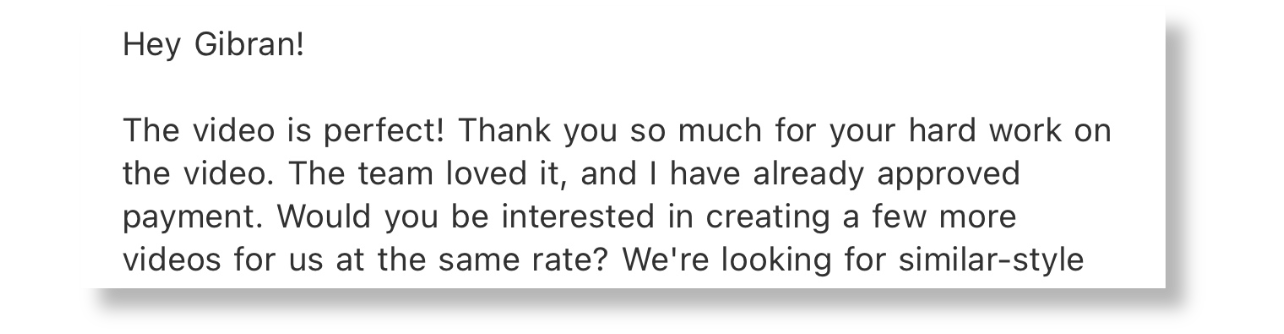 Hey Gibran!
The video is perfect! Thank you so much for your hard work on
the video. The team loved it, and I have already approved
payment. Would you be interested in creating a few more
videos for us at the same rate? We're looking for similar-style